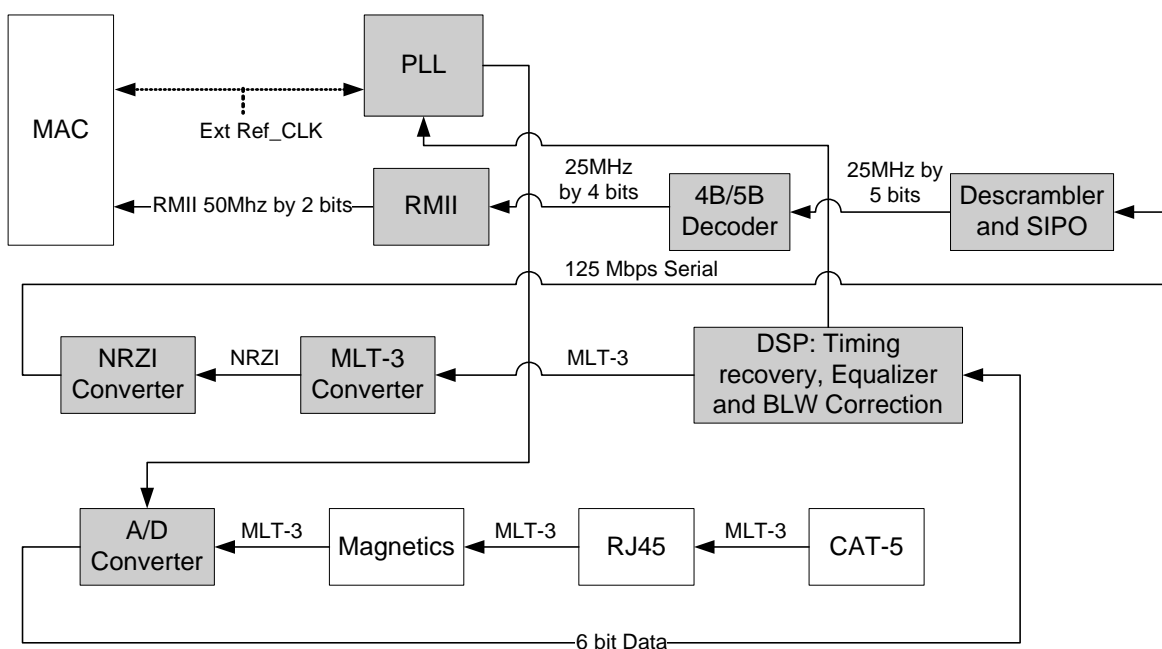 PLL
MAC
Ext Ref_CLK
RMII 50Mhz by 2 bits
RMII
25MHz
by 4 bits
4B/5B
Decoder
25MHz by
5 bits
Descrambler
and SIPO
125 Mbps Serial
NRZI
Converter
NRZI
MLT-3
Converter
MLT-3
DSP: Timing
recovery, Equalizer
and BLW Correction
A/D
Converter
MLT-3
Magnetics
MLT-3
RJ45
MLT-3
CAT-5
6 bit Data